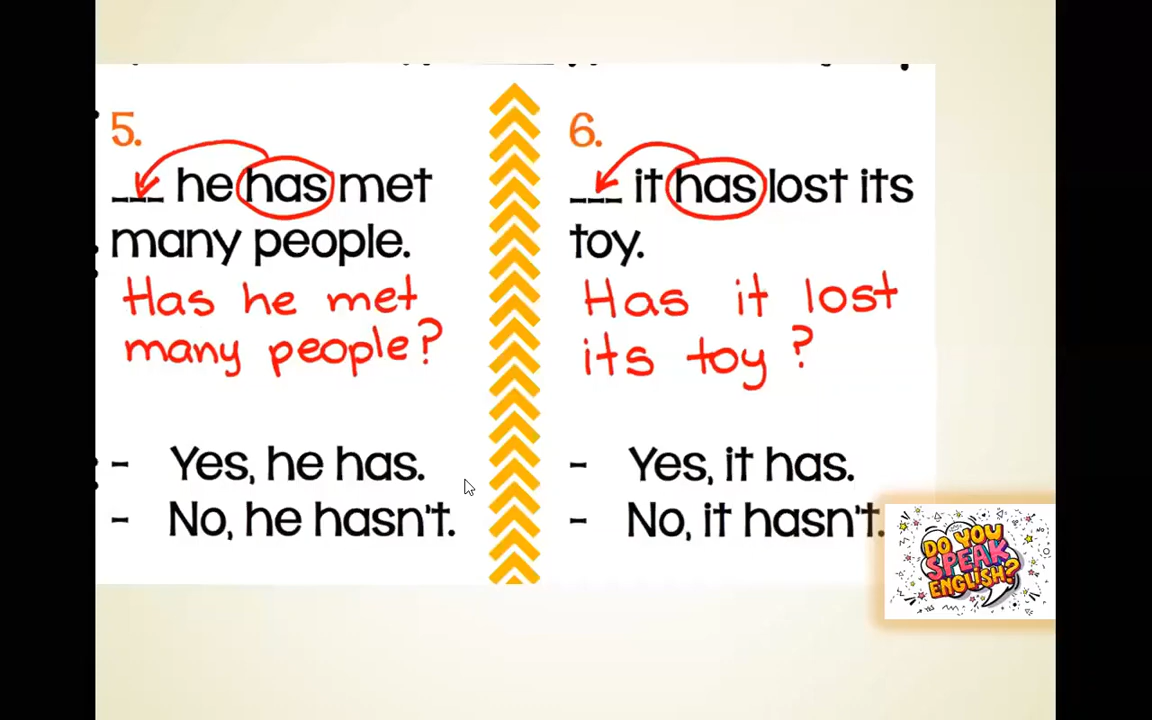 5.
___ he has met
many people.
Has he met
many people?
- Yes, he has.
- No, he hasn't.
6.
___ it has lost its
toy.
Has it lost
its toy?
- Yes, it has.
- No, it hasn't.
DO YOU
SPEAK
ENGLISH?